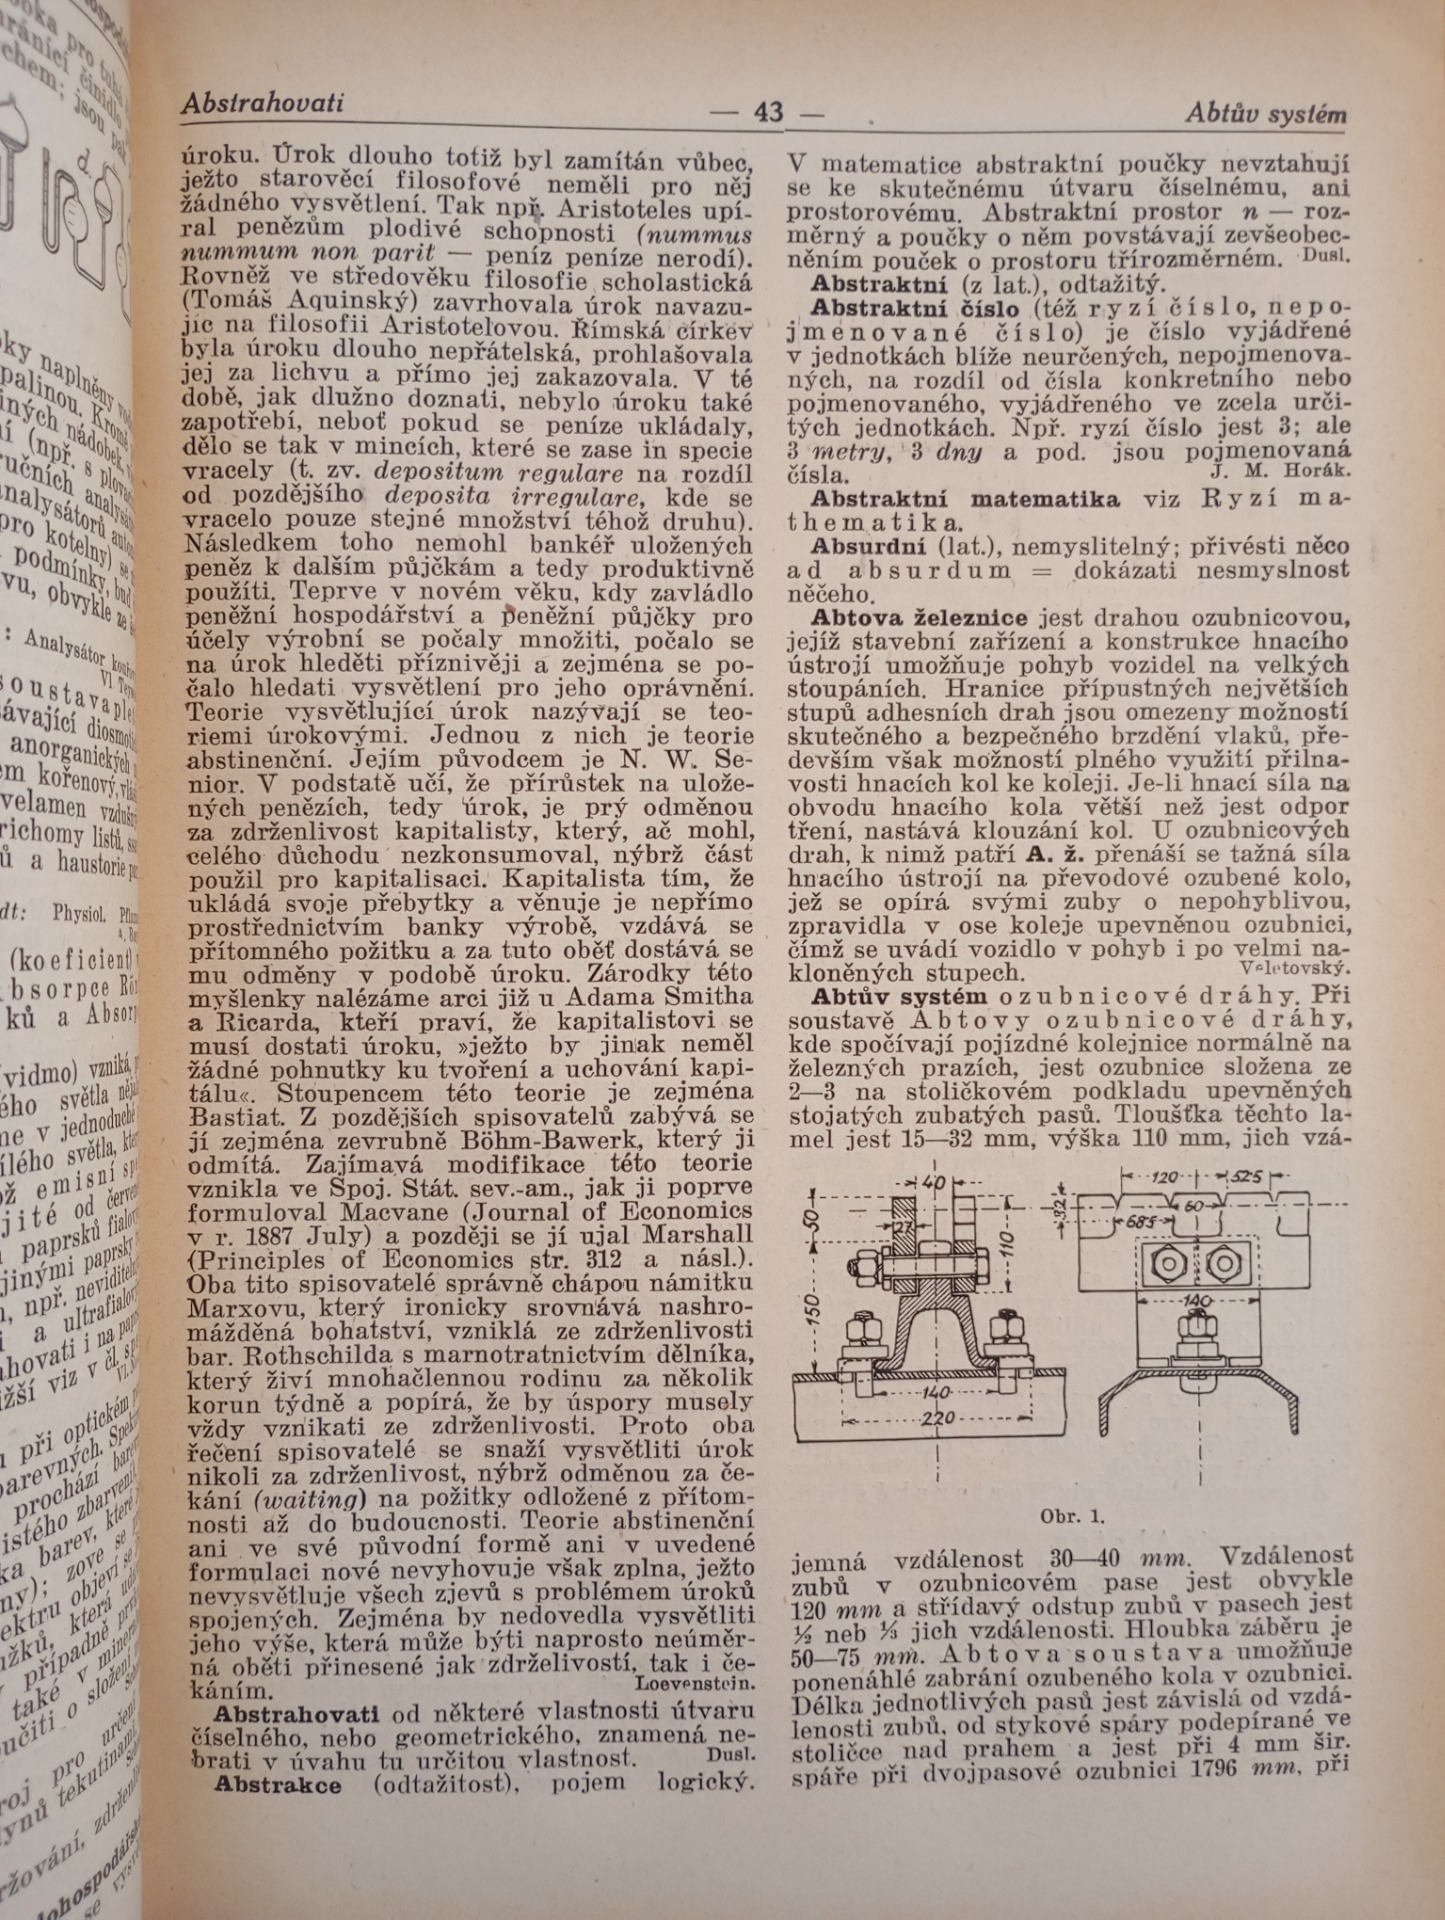 Abstrahovati
— 43 —
Abtův systém
úroku. Úrok dlouho totiž byl zamítán vůbec,
ježto starověcí filosofové neměli pro něj
žádného vysvětlení. Tak npř. Aristoteles upí-
ral penězům plodivé schopnosti (nummus
nummum non parit — peníz peníze nerodí).
Rovněž ve středověku filosofie scholastická
(Tomáš Aquinský) zavrhovala úrok navazu-
jíc na filosofii Aristotelovou. Římská církev
byla úroku dlouho nepřátelská, prohlašovala
jej za lichvu a přímo jej zakazovala. V té
době, jak dlužno doznati, nebylo úroku také
zapotřebí, neboť pokud se peníze ukládaly,
dělo se tak v mincích, které se zase in specie
vracely (t. zv. depositum regulare na rozdíl
od pozdějšího deposita irregulare, kde se
vracelo pouze stejné množství téhož druhu).
Následkem toho nemohl bankéř uložených
peněz k dalším půjčkám a tedy produktivně
použíti. Teprve v novém věku, kdy zavládlo
peněžní hospodářství a peněžní půjčky pro
účely výrobní se počaly množiti, počalo se
na úrok hleděti příznivěji a zejména se po-
čalo hledati vysvětlení pro jeho oprávnění.
Teorie vysvětlující úrok nazývají se teo-
riemi úrokovými. Jednou z nich je teorie
abstinenční. Jejím původcem je N. W. Se-
nior. V podstatě učí, že přírůstek na ulože-
ných penězích, tedy úrok, je prý odměnou
za zdrženlivost kapitalisty, který, ač mohl,
celého důchodu nezkonsumoval, nýbrž část
použil pro kapitalisaci. Kapitalista tím, že
ukládá svoje přebytky a věnuje je nepřímo
prostřednictvím banky výrobě, vzdává se
přítomného požitku a za tuto oběť dostává se
mu odměny v podobě úroku. Zárodky této
myšlenky nalézáme arci již u Adama Smitha
a Ricarda, kteří praví, že kapitalistovi se
musí dostati úroku, »ježto by jinak neměl
žádné pohnutky ku tvoření a uchování kapi-
tálu«. Stoupencem této teorie je zejména
Bastiat. Z pozdějších spisovatelů zabývá se
jí zejména zevrubně Böhm-Bawerk, který ji
odmítá. Zajímavá modifikace této teorie
vznikla ve Spoj. Stát. sev.-am., jak ji poprve
formuloval Macvane (Journal of Economics
v r. 1887 July) a později se jí ujal Marshall
(Principles of Economics str. 312 a násl.).
Oba tito spisovatelé správně chápou námitku
Marxovu, který ironicky srovnává nashro-
mážděná bohatství, vzniklá ze zdrženlivosti
bar. Rothschilda s marnotratnictvím dělníka,
který živí mnohačlennou rodinu za několik
korun týdně a popírá, že by úspory musely
vždy vznikati ze zdrženlivosti. Proto oba
řečení spisovatelé se snaží vysvětliti úrok
nikoli za zdrženlivost, nýbrž odměnou za če-
kání (waiting) na požitky odložené z přítom-
nosti až do budoucnosti. Teorie abstinenční
ani ve své původní formě ani v uvedené
formulaci nové nevyhovuje však zplna, ježto
nevysvětluje všech zjevů s problémem úroků
spojených. Zejména by nedovedla vysvětliti
jeho výše, která může býti naprosto neúměr-
ná oběti přinesené jak zdrželivostí, tak i če-
káním. Loevenstein.
Abstrahovati od některé vlastnosti útvaru
číselného, nebo geometrického, znamená ne-
brati v úvahu tu určitou vlastnost. Dusl.
Abstrakce (odtažitost), pojem logický.
V matematice abstraktní poučky nevztahují
se ke skutečnému útvaru číselnému, ani
prostorovému. Abstraktní prostor n — roz-
měrný a poučky o něm povstávají zevšeobec-
něním pouček o prostoru třírozměrném. Dusl.
Abstraktní (z lat.), odtažitý.
Abstraktní číslo (též ryzí číslo, nepo-
jmenované číslo) je číslo vyjádřené
v jednotkách blíže neurčených, nepojmenova-
ných, na rozdíl od čísla konkretního nebo
pojmenovaného, vyjádřeného ve zcela urči-
tých jednotkách. Npř. ryzí číslo jest 3; ale
3 metry, 3 dny a pod. jsou pojmenovaná
čísla. J. M. Horák.
Abstraktní matematika viz Ryzí ma-
thematika.
Absurdní (lat.), nemyslitelný; přivésti něco
ad absurdum = dokázati nesmyslnost
něčeho.
Abtova železnice jest drahou ozubnicovou,
jejíž stavební zařízení a konstrukce hnacího
ústrojí umožňuje pohyb vozidel na velkých
stoupáních. Hranice přípustných největších
stupů adhesních drah jsou omezeny možností
skutečného a bezpečného brzdění vlaků, pře-
devším však možností plného využití přilna-
vosti hnacích kol ke koleji. Je-li hnací síla na
obvodu hnacího kola větší než jest odpor
tření, nastává klouzání kol. U ozubnicových
drah, k nimž patří A. ž. přenáší se tažná síla
hnacího ústrojí na převodové ozubené kolo,
jež se opírá svými zuby o nepohyblivou,
zpravidla v ose koleje upevněnou ozubnici,
čímž se uvádí vozidlo v pohyb i po velmi na-
kloněných stupech. Veletovský.
Abtův systém ozubnicové dráhy. Při
soustavě Abtovy ozubnicové dráhy,
kde spočívají pojízdné kolejnice normálně na
železných prazích, jest ozubnice složena ze
2—3 na stoličkovém podkladu upevněných
stojatých zubatých pasů. Tloušťka těchto la-
mel jest 15—32 mm, výška 110 mm, jich vzá-
40
50
27
110
150
140
220
120
52·5
32
60
68·5
140
Obr. 1.
jemná vzdálenost 30—40 mm. Vzdálenost
zubů v ozubnicovém pase jest obvykle
120 mm a střídavý odstup zubů v pasech jest
½ neb ⅓ jich vzdálenosti. Hloubka záběru je
50—75 mm. Abtova soustava umožňuje
ponenáhlé zabrání ozubeného kola v ozubnici.
Délka jednotlivých pasů jest závislá od vzdá-
lenosti zubů, od stykové spáry podepírané ve
stoličce nad prahem a jest při 4 mm šir.
spáře při dvojpasové ozubnici 1796 mm, při